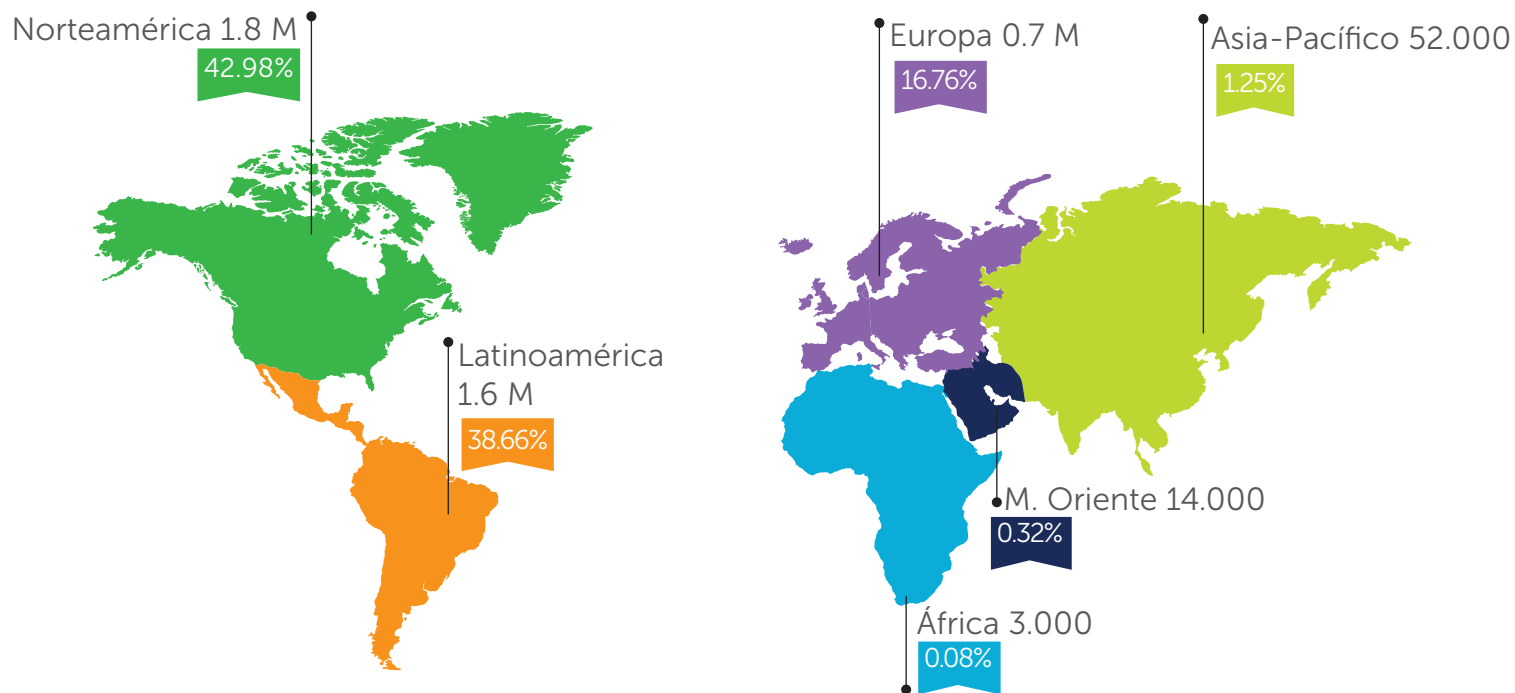 Norteamérica 1.8 M
42.98%
Latinoamérica
1.6 M
38.66%
Europa 0.7 M
16.76%
Asia-Pacífico 52.000
1.25%
M. Oriente 14.000
0.32%
África 3.000
0.08%